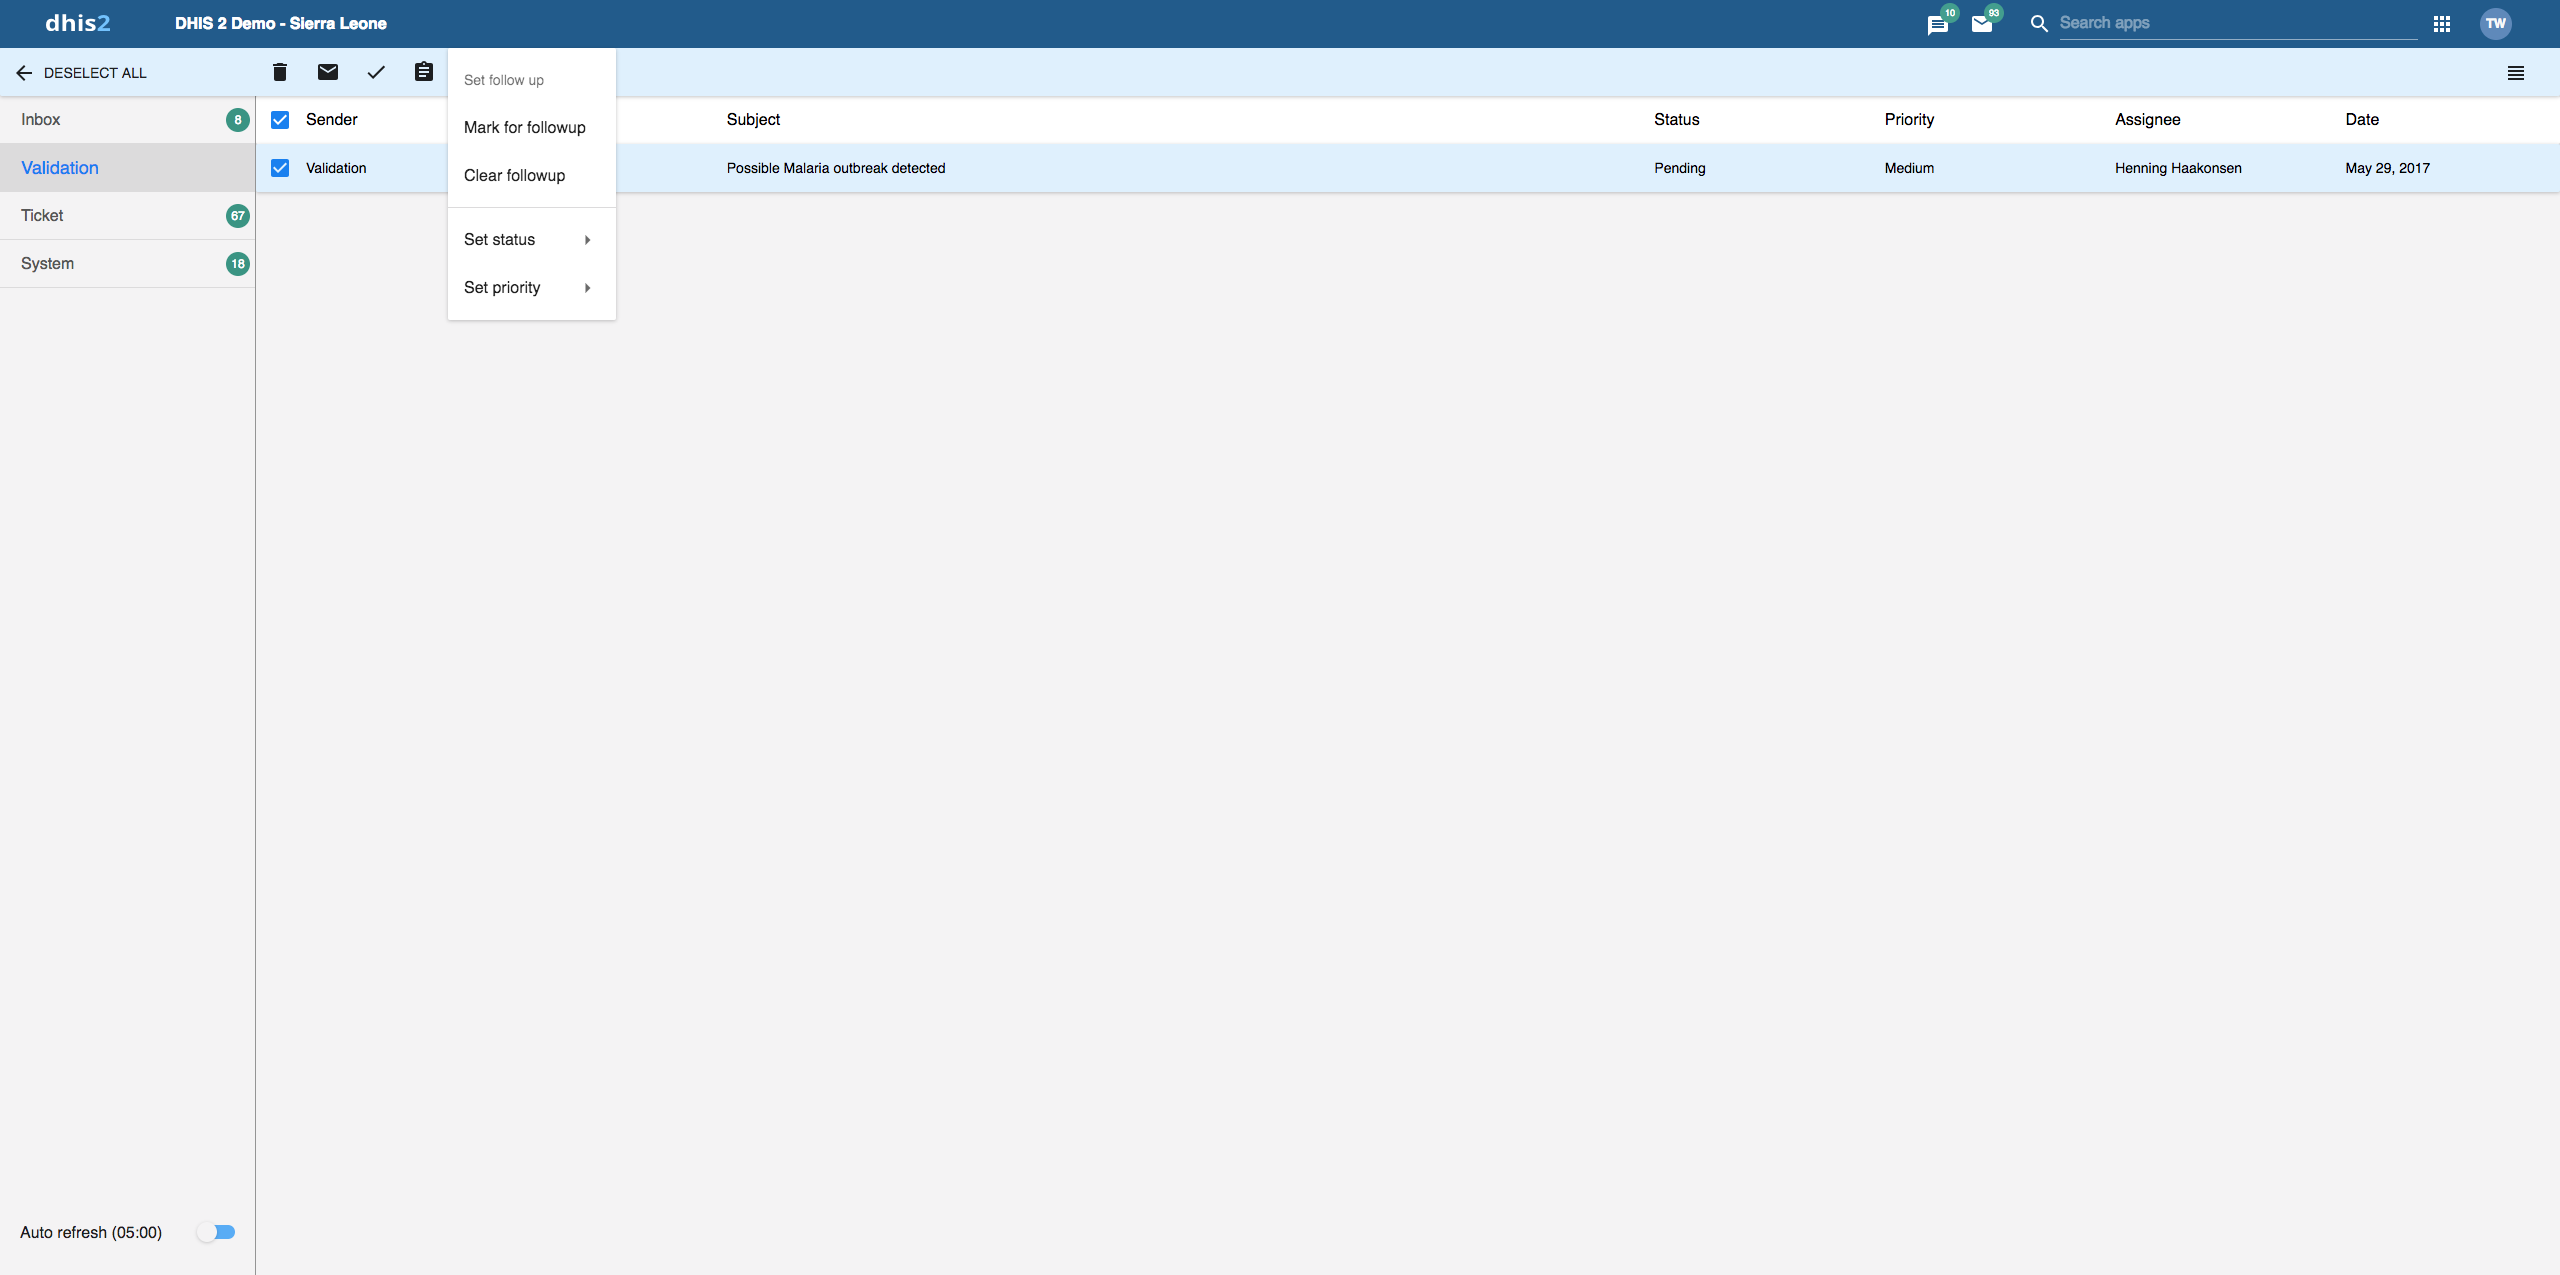 dhis2 DHIS 2 Demo - Sierra Leone 10 93 Search apps TW
DESELECT ALL
Set follow up
Mark for followup
Clear followup
Set status
Set priority
Inbox 8
Validation
Ticket 67
System 18
Sender Subject Status Priority Assignee Date
Validation Possible Malaria outbreak detected Pending Medium Henning Haakonsen May 29, 2017
Auto refresh (05:00)